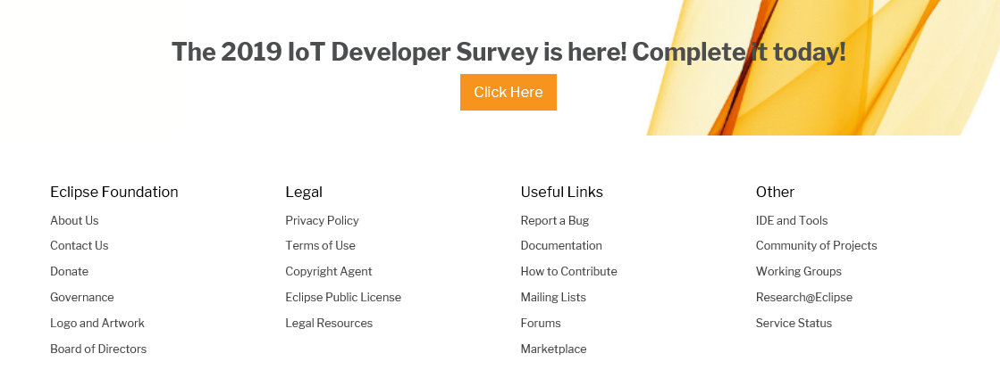 The 2019 IoT Developer Survey is here! Complete it today!
Click Here
Eclipse Foundation
About Us
Contact Us
Donate
Governance
Logo and Artwork
Board of Directors
Legal
Privacy Policy
Terms of Use
Copyright Agent
Eclipse Public License
Legal Resources
Useful Links
Report a Bug
Documentation
How to Contribute
Mailing Lists
Forums
Marketplace
Other
IDE and Tools
Community of Projects
Working Groups
Research@Eclipse
Service Status